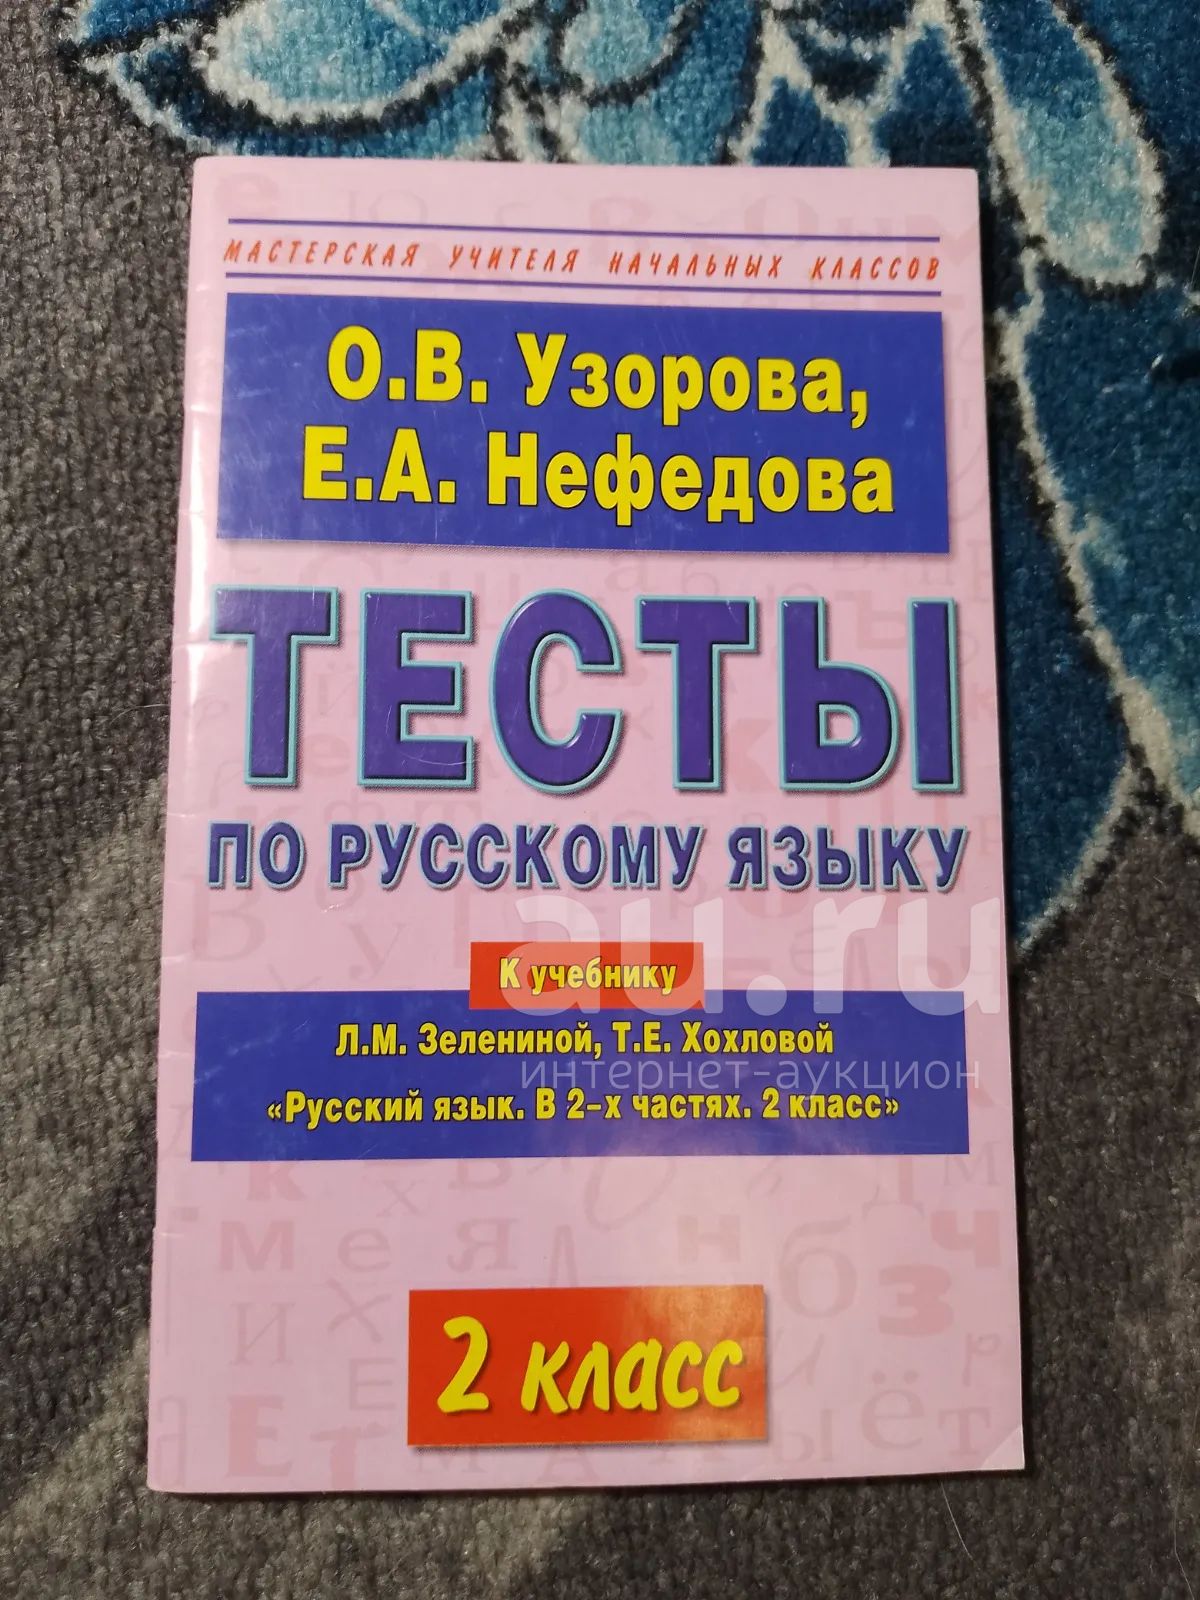 МАСТЕРСКАЯ УЧИТЕЛЯ НАЧАЛЬНЫХ КЛАССОВ
О.В. Узорова,
Е.А. Нефедова
ТЕСТЫ
ПО РУССКОМУ ЯЗЫКУ
К учебнику
Л.М. Зелениной, Т.Е. Хохловой
«Русский язык. В 2-х частях. 2 класс»
au.ru
интернет-аукцион
2 класс